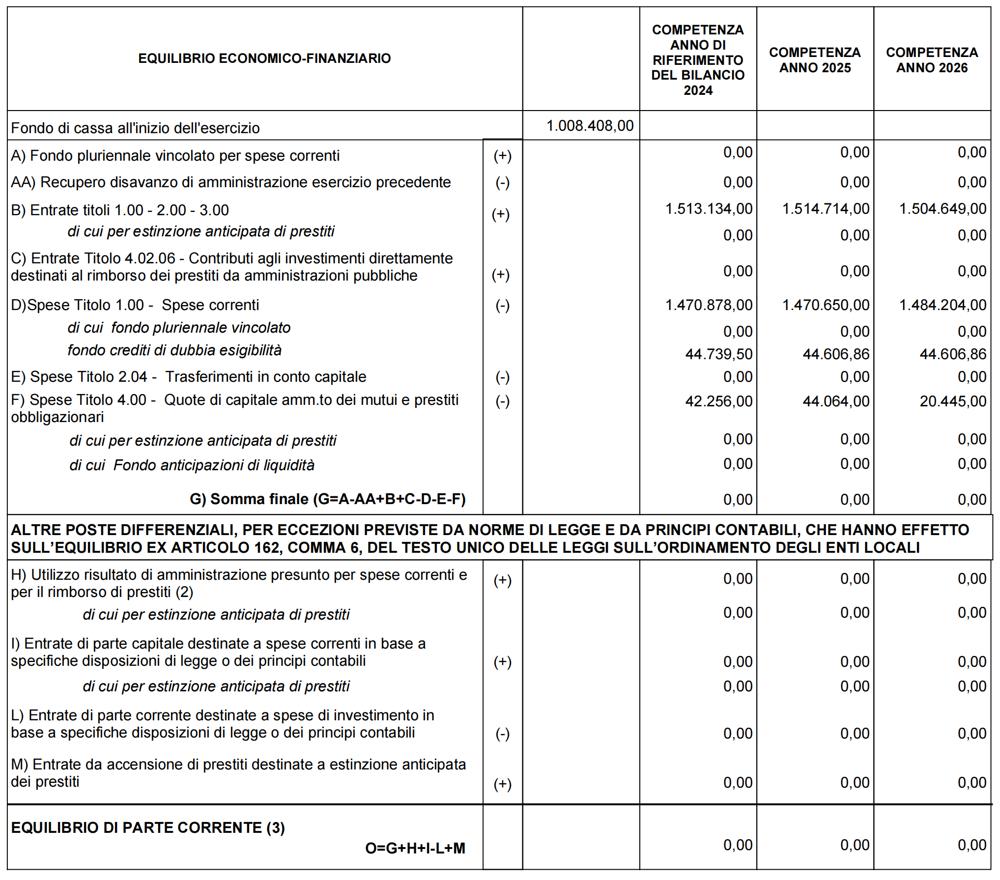 EQUILIBRIO ECONOMICO-FINANZIARIO
COMPETENZA
ANNO DI
RIFERIMENTO
DEL BILANCIO
2024
COMPETENZA
ANNO 2025
COMPETENZA
ANNO 2026
Fondo di cassa all'inizio dell'esercizio 1.008.408,00
A) Fondo pluriennale vincolato per spese correnti (+) 0,00 0,00 0,00
AA) Recupero disavanzo di amministrazione esercizio precedente (-) 0,00 0,00 0,00
B) Entrate titoli 1.00 - 2.00 - 3.00 (+) 1.513.134,00 1.514.714,00 1.504.649,00
di cui per estinzione anticipata di prestiti 0,00 0,00 0,00
C) Entrate Titolo 4.02.06 - Contributi agli investimenti direttamente
destinati al rimborso dei prestiti da amministrazioni pubbliche (+) 0,00 0,00 0,00
D)Spese Titolo 1.00 - Spese correnti (-) 1.470.878,00 1.470.650,00 1.484.204,00
di cui fondo pluriennale vincolato 0,00 0,00 0,00
fondo crediti di dubbia esigibilità 44.739,50 44.606,86 44.606,86
E) Spese Titolo 2.04 - Trasferimenti in conto capitale (-) 0,00 0,00 0,00
F) Spese Titolo 4.00 - Quote di capitale amm.to dei mutui e prestiti (-) 42.256,00 44.064,00 20.445,00
obbligazionari
di cui per estinzione anticipata di prestiti 0,00 0,00 0,00
di cui Fondo anticipazioni di liquidità 0,00 0,00 0,00
G) Somma finale (G=A-AA+B+C-D-E-F) 0,00 0,00 0,00
ALTRE POSTE DIFFERENZIALI, PER ECCEZIONI PREVISTE DA NORME DI LEGGE E DA PRINCIPI CONTABILI, CHE HANNO EFFETTO
SULL’EQUILIBRIO EX ARTICOLO 162, COMMA 6, DEL TESTO UNICO DELLE LEGGI SULL’ORDINAMENTO DEGLI ENTI LOCALI
H) Utilizzo risultato di amministrazione presunto per spese correnti e (+) 0,00 0,00 0,00
per il rimborso di prestiti (2)
di cui per estinzione anticipata di prestiti 0,00 0,00 0,00
I) Entrate di parte capitale destinate a spese correnti in base a
specifiche disposizioni di legge o dei principi contabili (+) 0,00 0,00 0,00
di cui per estinzione anticipata di prestiti 0,00 0,00 0,00
L) Entrate di parte corrente destinate a spese di investimento in
base a specifiche disposizioni di legge o dei principi contabili (-) 0,00 0,00 0,00
M) Entrate da accensione di prestiti destinate a estinzione anticipata
dei prestiti (+) 0,00 0,00 0,00
EQUILIBRIO DI PARTE CORRENTE (3)
O=G+H+I-L+M 0,00 0,00 0,00